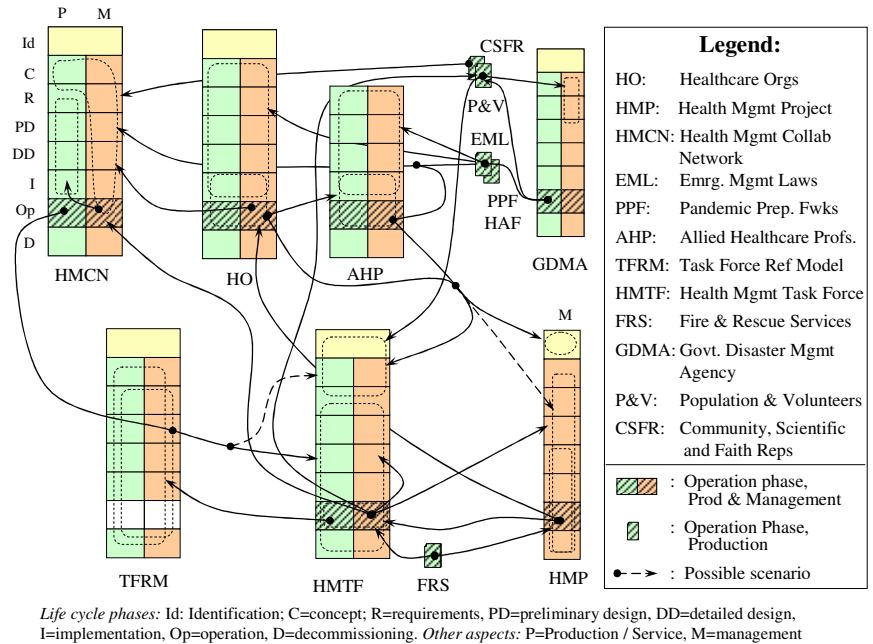 P M
Id
C
R
PD
DD
I
Op
D
HMCN
HO
AHP
CSFR
P&V
EML
PPF
HAF
GDMA
TFRM
HMTF
FRS
M
HMP
Legend:
HO: Healthcare Orgs
HMP: Health Mgmt Project
HMCN: Health Mgmt Collab
Network
EML: Emrg. Mgmt Laws
PPF: Pandemic Prep. Fwks
AHP: Allied Healthcare Profs.
TFRM: Task Force Ref Model
HMTF: Health Mgmt Task Force
FRS: Fire & Rescue Services
GDMA: Govt. Disaster Mgmt
Agency
P&V: Population & Volunteers
CSFR: Community, Scientific
and Faith Reps
: Operation phase,
Prod & Management
: Operation Phase,
Production
: Possible scenario
Life cycle phases: Id: Identification; C=concept; R=requirements, PD=preliminary design, DD=detailed design,
I=implementation, Op=operation, D=decommissioning. Other aspects: P=Production / Service, M=management